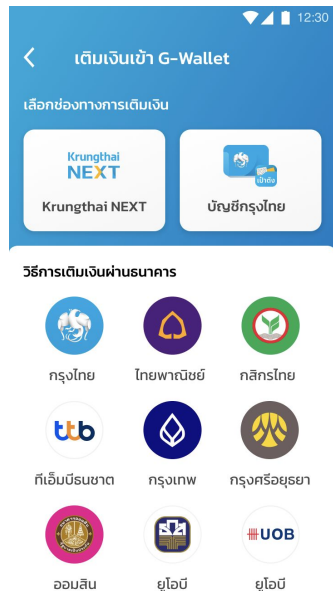 12:30
เติมเงินเข้า G-Wallet
เลือกช่องทางการเติมเงิน
Krungthai
NEXT
เป๋าตัง
Krungthai NEXT
บัญชีกรุงไทย
วิธีการเติมเงินผ่านธนาคาร
กรุงไทย
ไทยพาณิชย์
กสิกรไทย
ttb
ทีเอ็มบีธนชาต
กรุงเทพ
กรุงศรีอยุธยา
UOB
ออมสิน
ยูโอบี
ยูโอบี